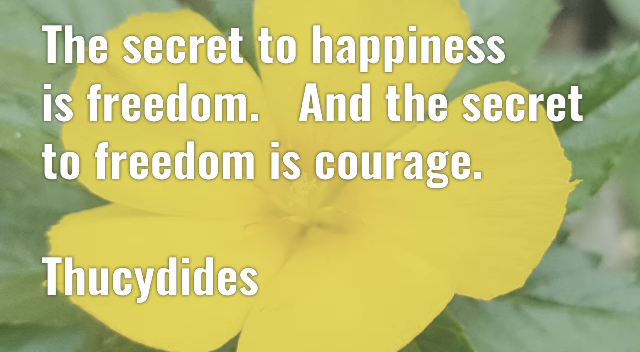 The secret to happiness
is freedom. And the secret
to freedom is courage.
Thucydides